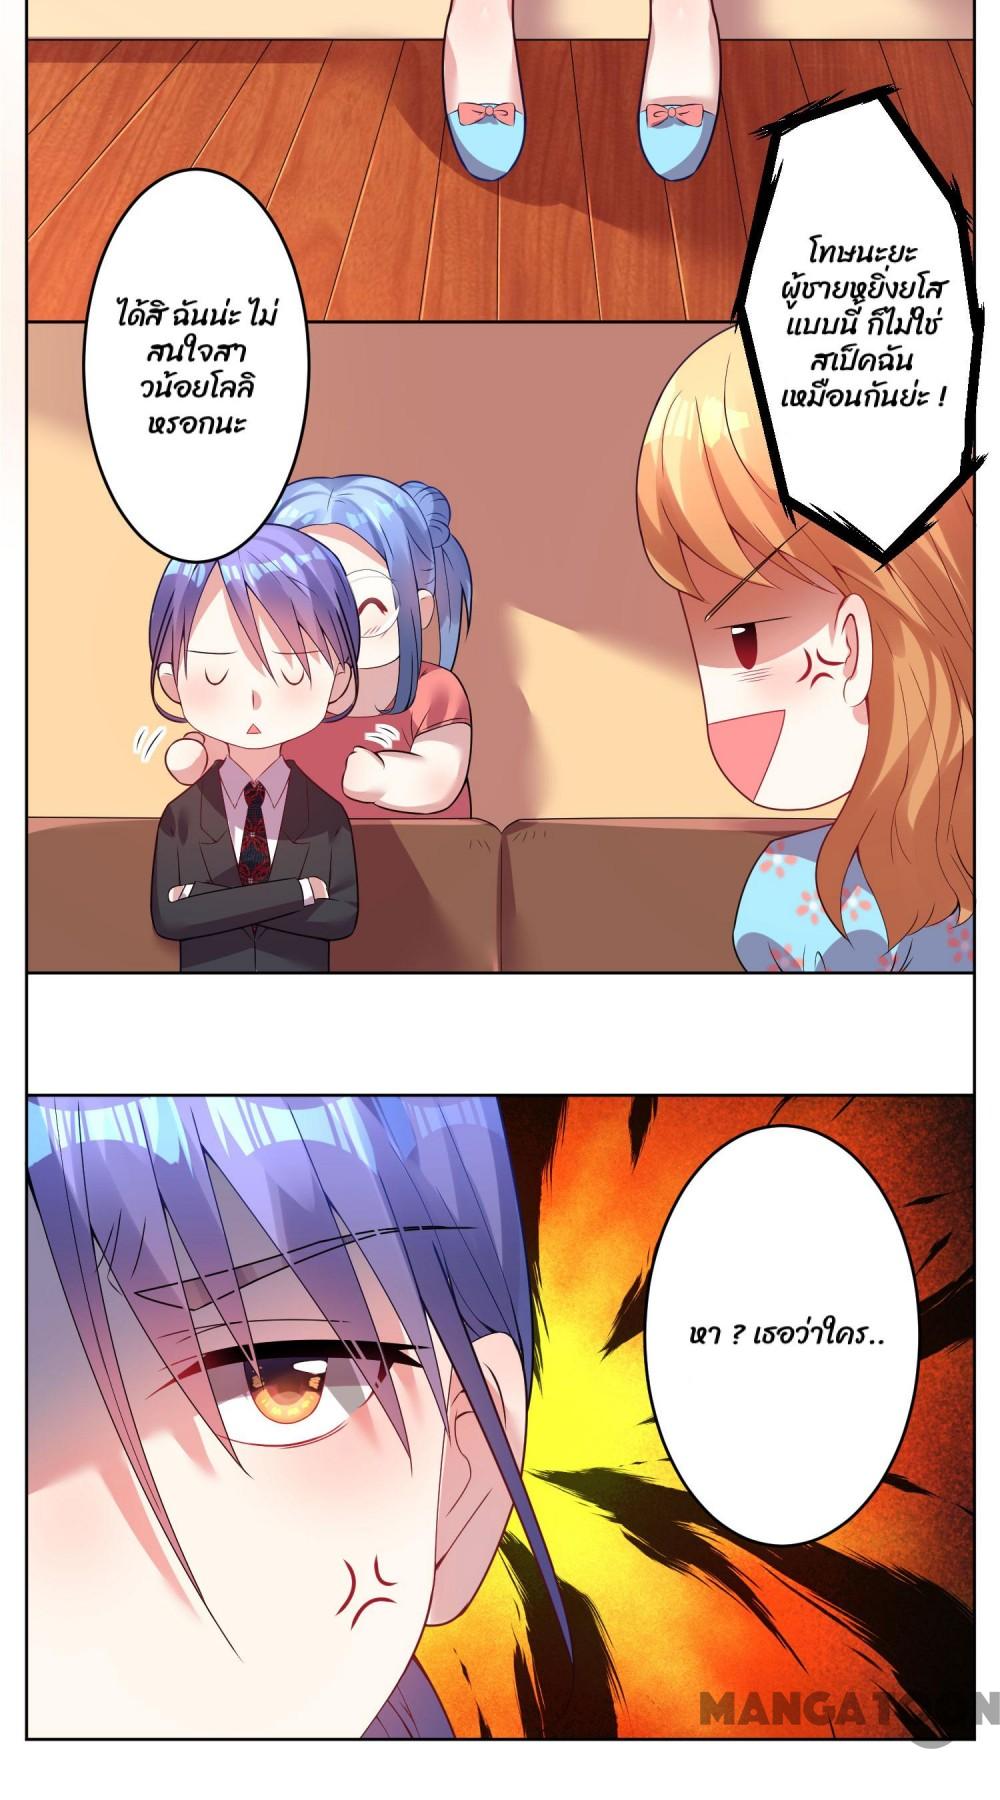 ได้สิ ฉันน่ะ ไม่
สนใจสา
วน้อยโลลิ
หรอกนะ
โทษนะยะ
ผู้ชายหยิ่งยโส
แบบนี้ ก็ไม่ใช่
สเป็คฉัน
เหมือนกันย่ะ !
หา ? เธอว่าใคร..
MANGATOON